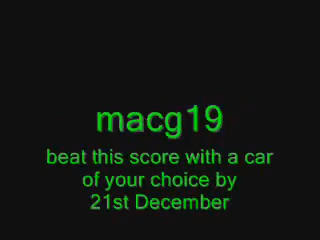 macg19
beat this score with a car
of your choice by
21st December